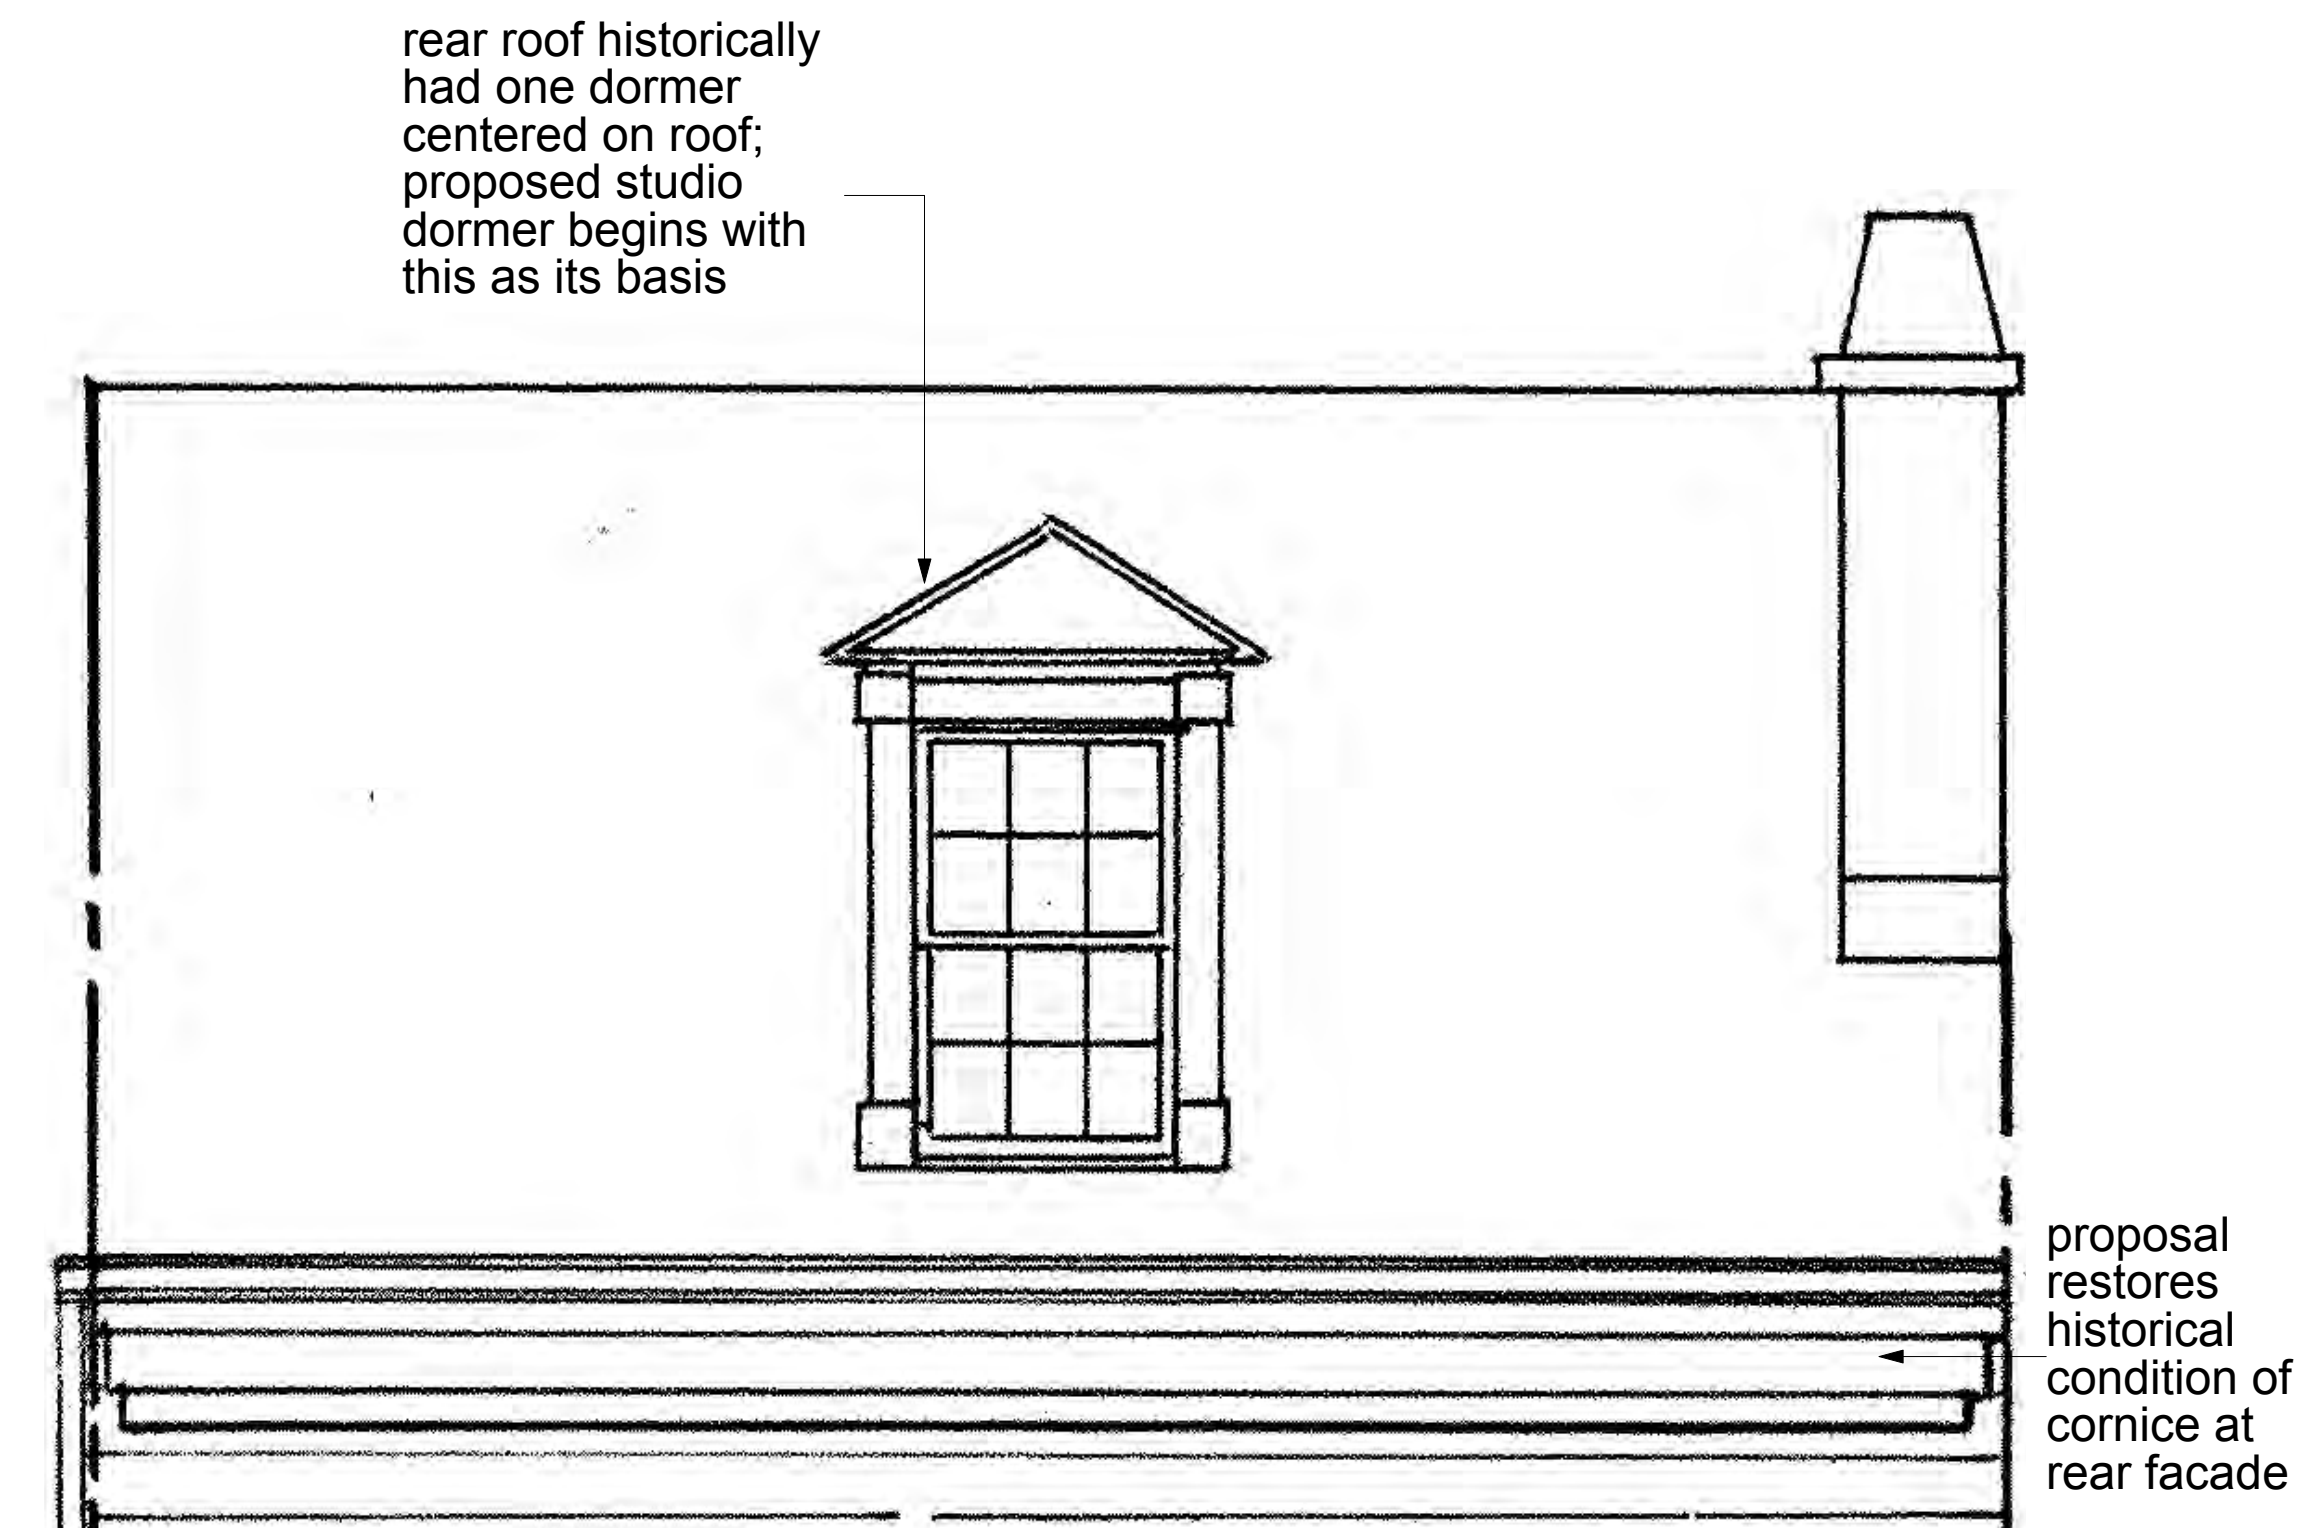 rear roof historically
had one dormer
centered on roof;
proposed studio
dormer begins with
this as its basis
proposal
restores
historical
condition of
cornice at
rear facade